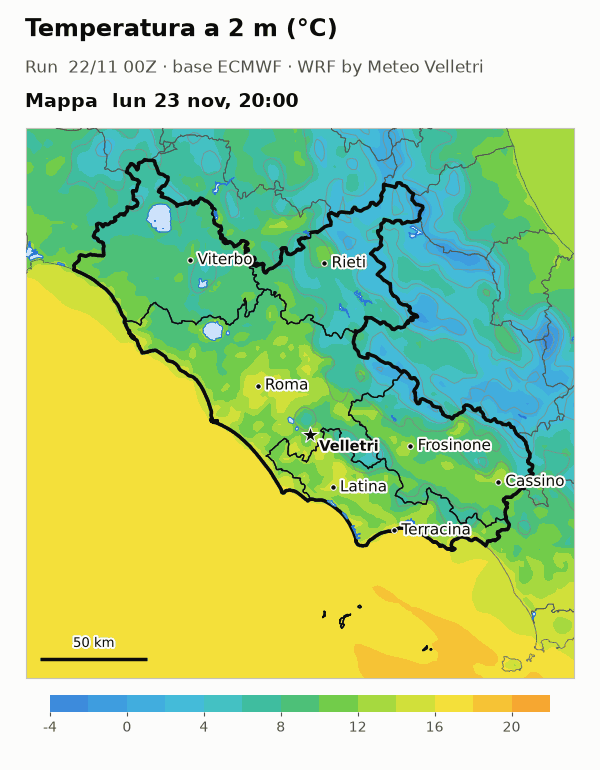 Temperatura a 2 m (°C)
Run  22/11 00Z · base ECMWF · WRF by Meteo Velletri
Mappa  lun 23 nov, 20:00
Viterbo
Rieti
Roma
Velletri
Frosinone
Cassino
Latina
Terracina
50 km
-4 0 4 8 12 16 20